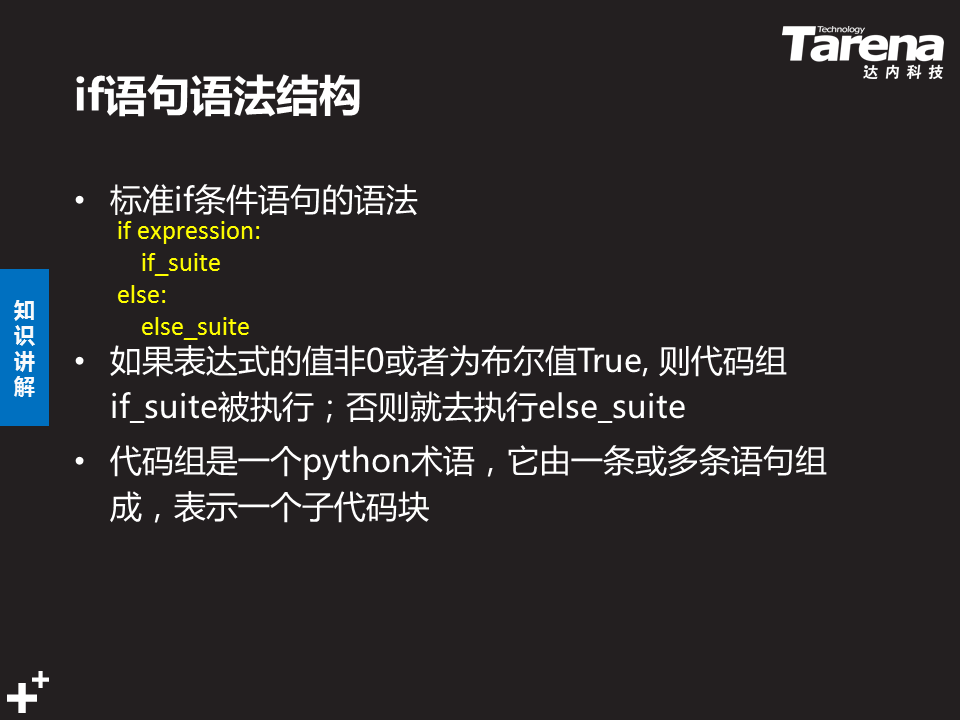 Technology
Tarena
达内科技
if语句语法结构
• 标准if条件语句的语法
if expression:
    if_suite
else:
    else_suite
• 如果表达式的值非0或者为布尔值True, 则代码组
if_suite被执行；否则就去执行else_suite
• 代码组是一个python术语，它由一条或多条语句组
成，表示一个子代码块
知
识
讲
解